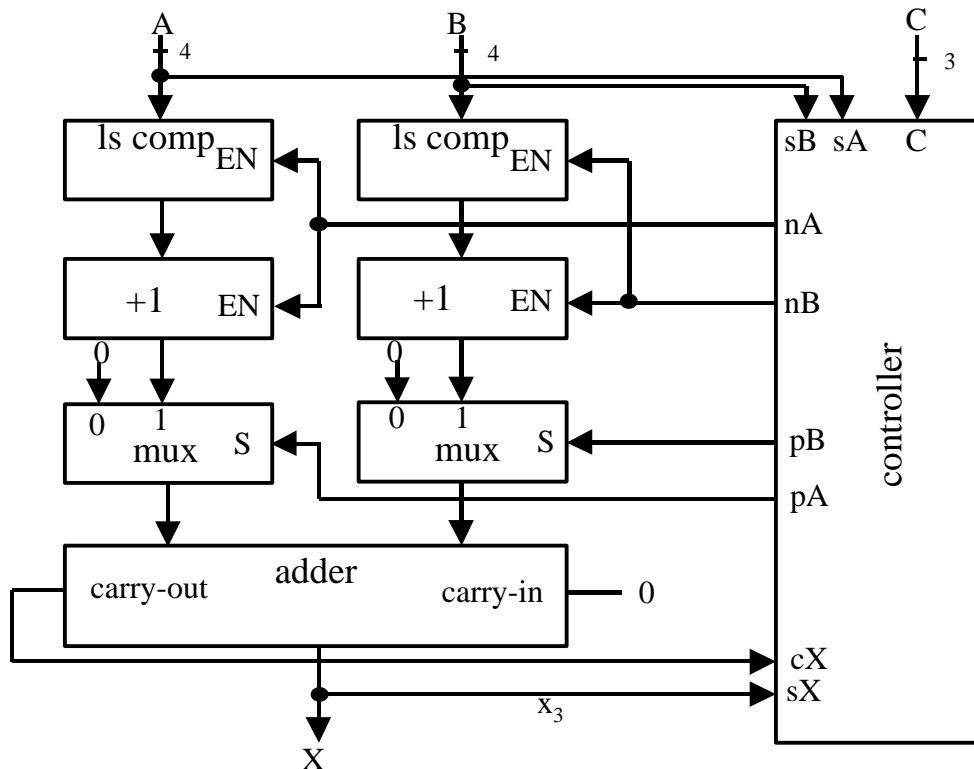 A B C
4 4 3
ls comp EN ls comp EN sB sA C
nA
+1 EN +1 EN nB
0 0
0 1 0 1
mux S mux S pB
pA
controller
adder
carry-out carry-in 0
cX
sX
x3
X